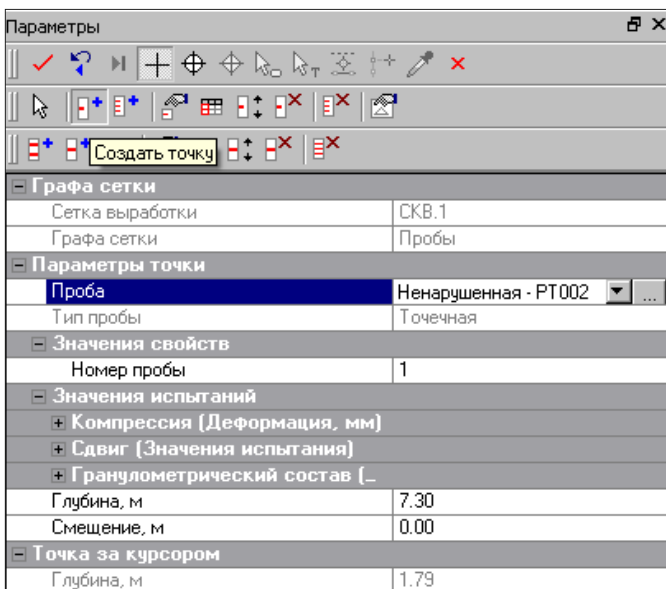 Параметры
Создать точку
Графа сетки
Сетка выработки СКВ.1
Графа сетки Пробы
Параметры точки
Проба Ненарушенная - РТ002 ...
Тип пробы Точечная
Значения свойств
Номер пробы 1
Значения испытаний
Компрессия (Деформация, мм)
Сдвиг (Значения испытания)
Гранулометрический состав (_
Глубина, м 7.30
Смещение, м 0.00
Точка за курсором
Глубина, м 1.79